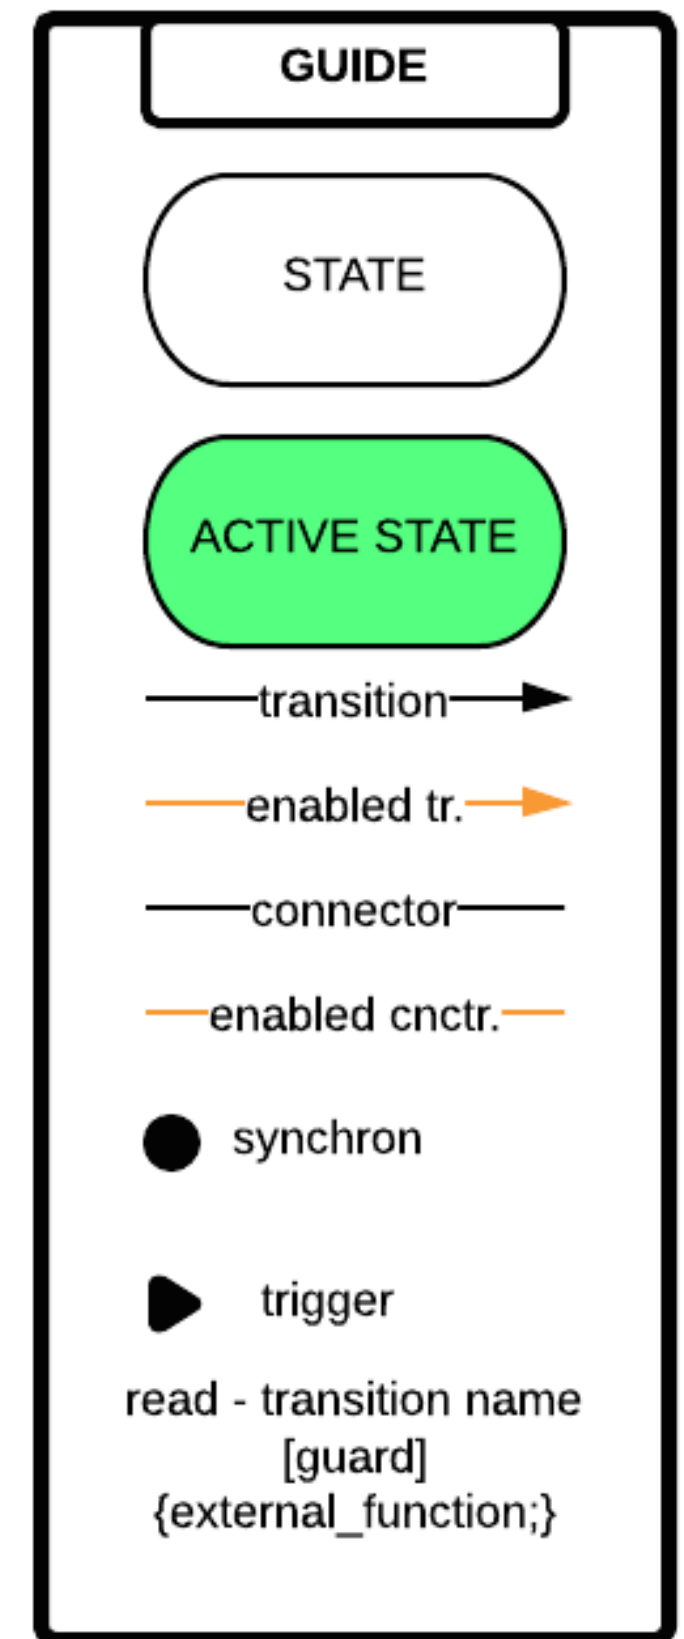 GUIDE
STATE
ACTIVE STATE
transition
enabled tr.
connector
enabled cnctr.
synchron
trigger
read - transition name
[guard]
{external_function;}